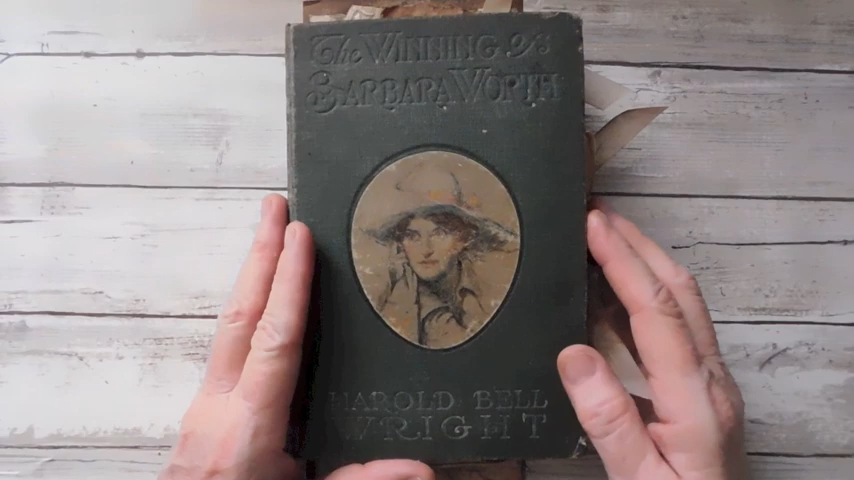 The WINNING OF
BARBARA WORTH
HAROLD BELL
WRIGHT